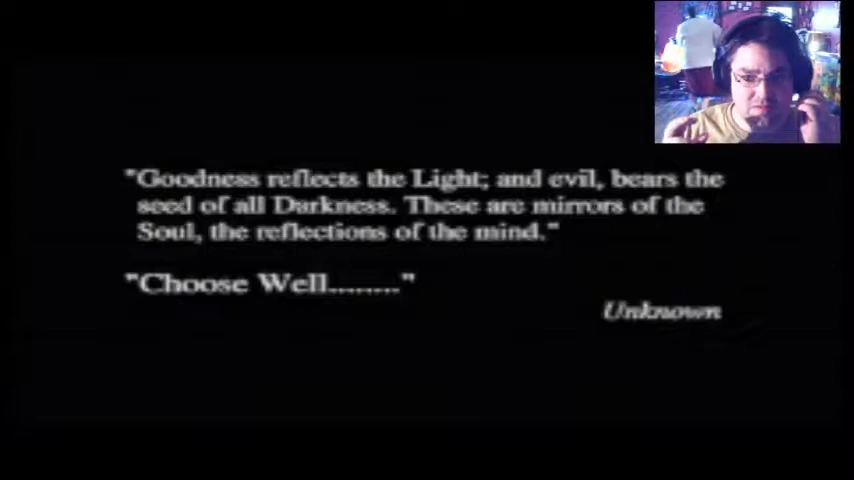 "Goodness reflects the Light; and evil, bears the
seed of all Darkness. These are mirrors of the
Soul, the reflections of the mind."
"Choose Well........"
Unknown